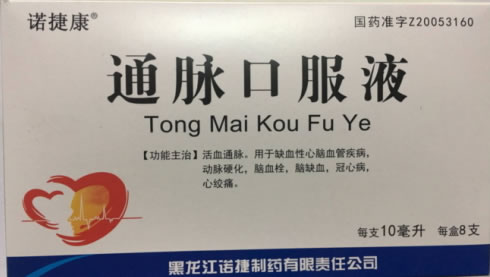 诺捷康®
国药准字Z20053160
通脉口服液
Tong Mai Kou Fu Ye
【功能主治】活血通脉。用于缺血性心脑血管疾病，
动脉硬化，脑血栓，脑缺血，冠心病，
心绞痛。
每支10毫升 每盒8支
黑龙江诺捷制药有限责任公司